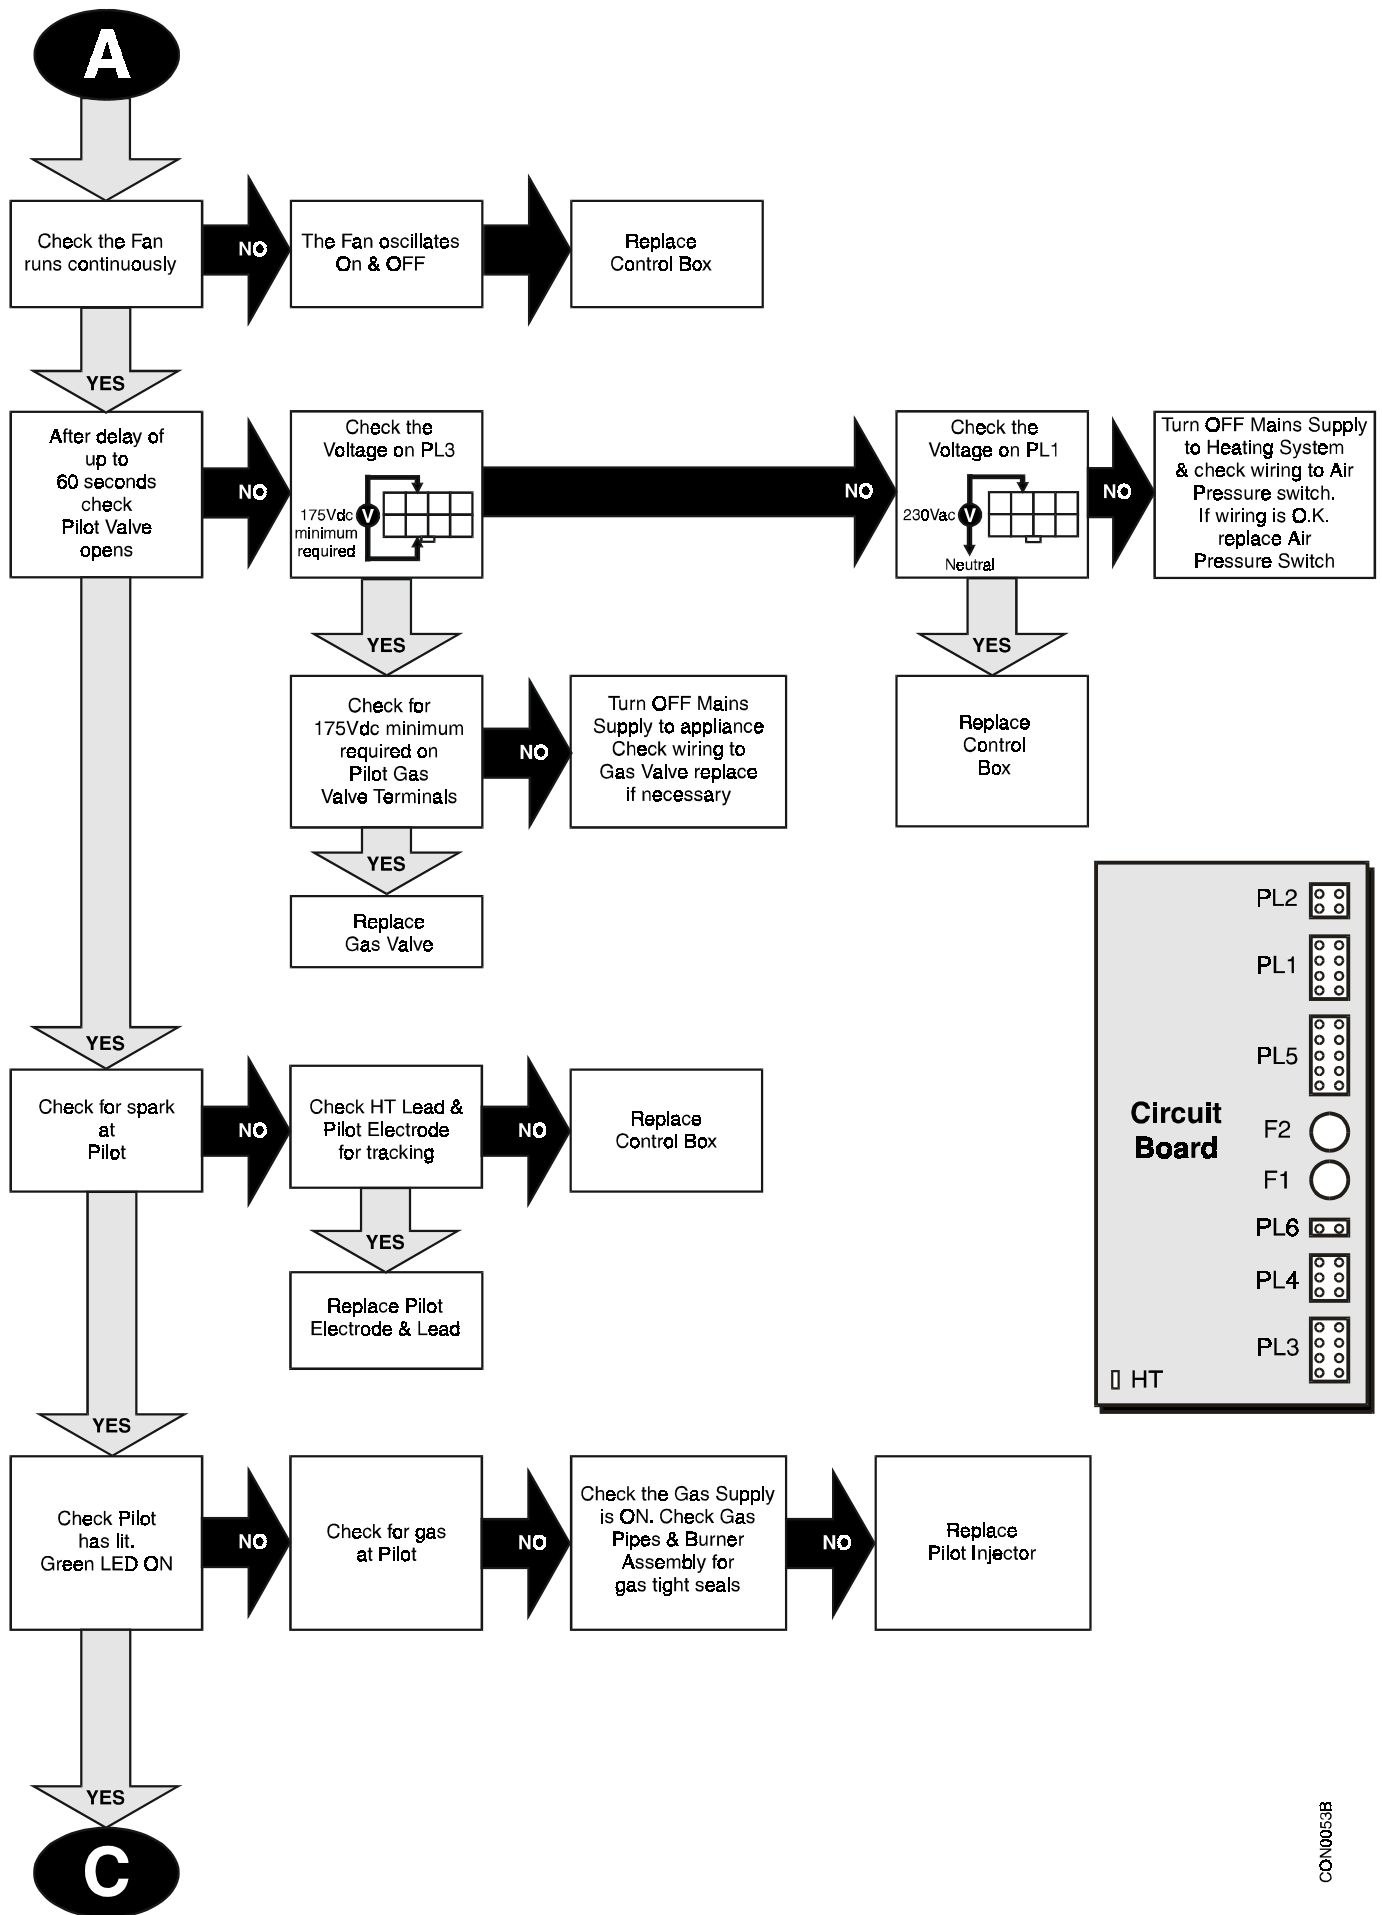 A
Check the Fan
runs continuously
NO
The Fan oscillates
On & OFF
Replace
Control Box
YES
After delay of
up to
60 seconds
check
Pilot Valve
opens
NO
Check the
Voltage on PL3
175Vdc
minimum
required
V
NO
Check the
Voltage on PL1
230Vac
V
Neutral
NO
Turn OFF Mains Supply
to Heating System
& check wiring to Air
Pressure switch.
If wiring is O.K.
replace Air
Pressure Switch
YES
YES
Check for
175Vdc minimum
required on
Pilot Gas
Valve Terminals
NO
Turn OFF Mains
Supply to appliance
Check wiring to
Gas Valve replace
if necessary
Replace
Control
Box
YES
Replace
Gas Valve
YES
Check for spark
at
Pilot
NO
Check HT Lead &
Pilot Electrode
for tracking
NO
Replace
Control Box
YES
Replace Pilot
Electrode & Lead
YES
Check Pilot
has lit.
Green LED ON
NO
Check for gas
at Pilot
NO
Check the Gas Supply
is ON. Check Gas
Pipes & Burner
Assembly for
gas tight seals
NO
Replace
Pilot Injector
YES
C
Circuit
Board
PL2
PL1
PL5
F2
F1
PL6
PL4
PL3
HT
CON0053B